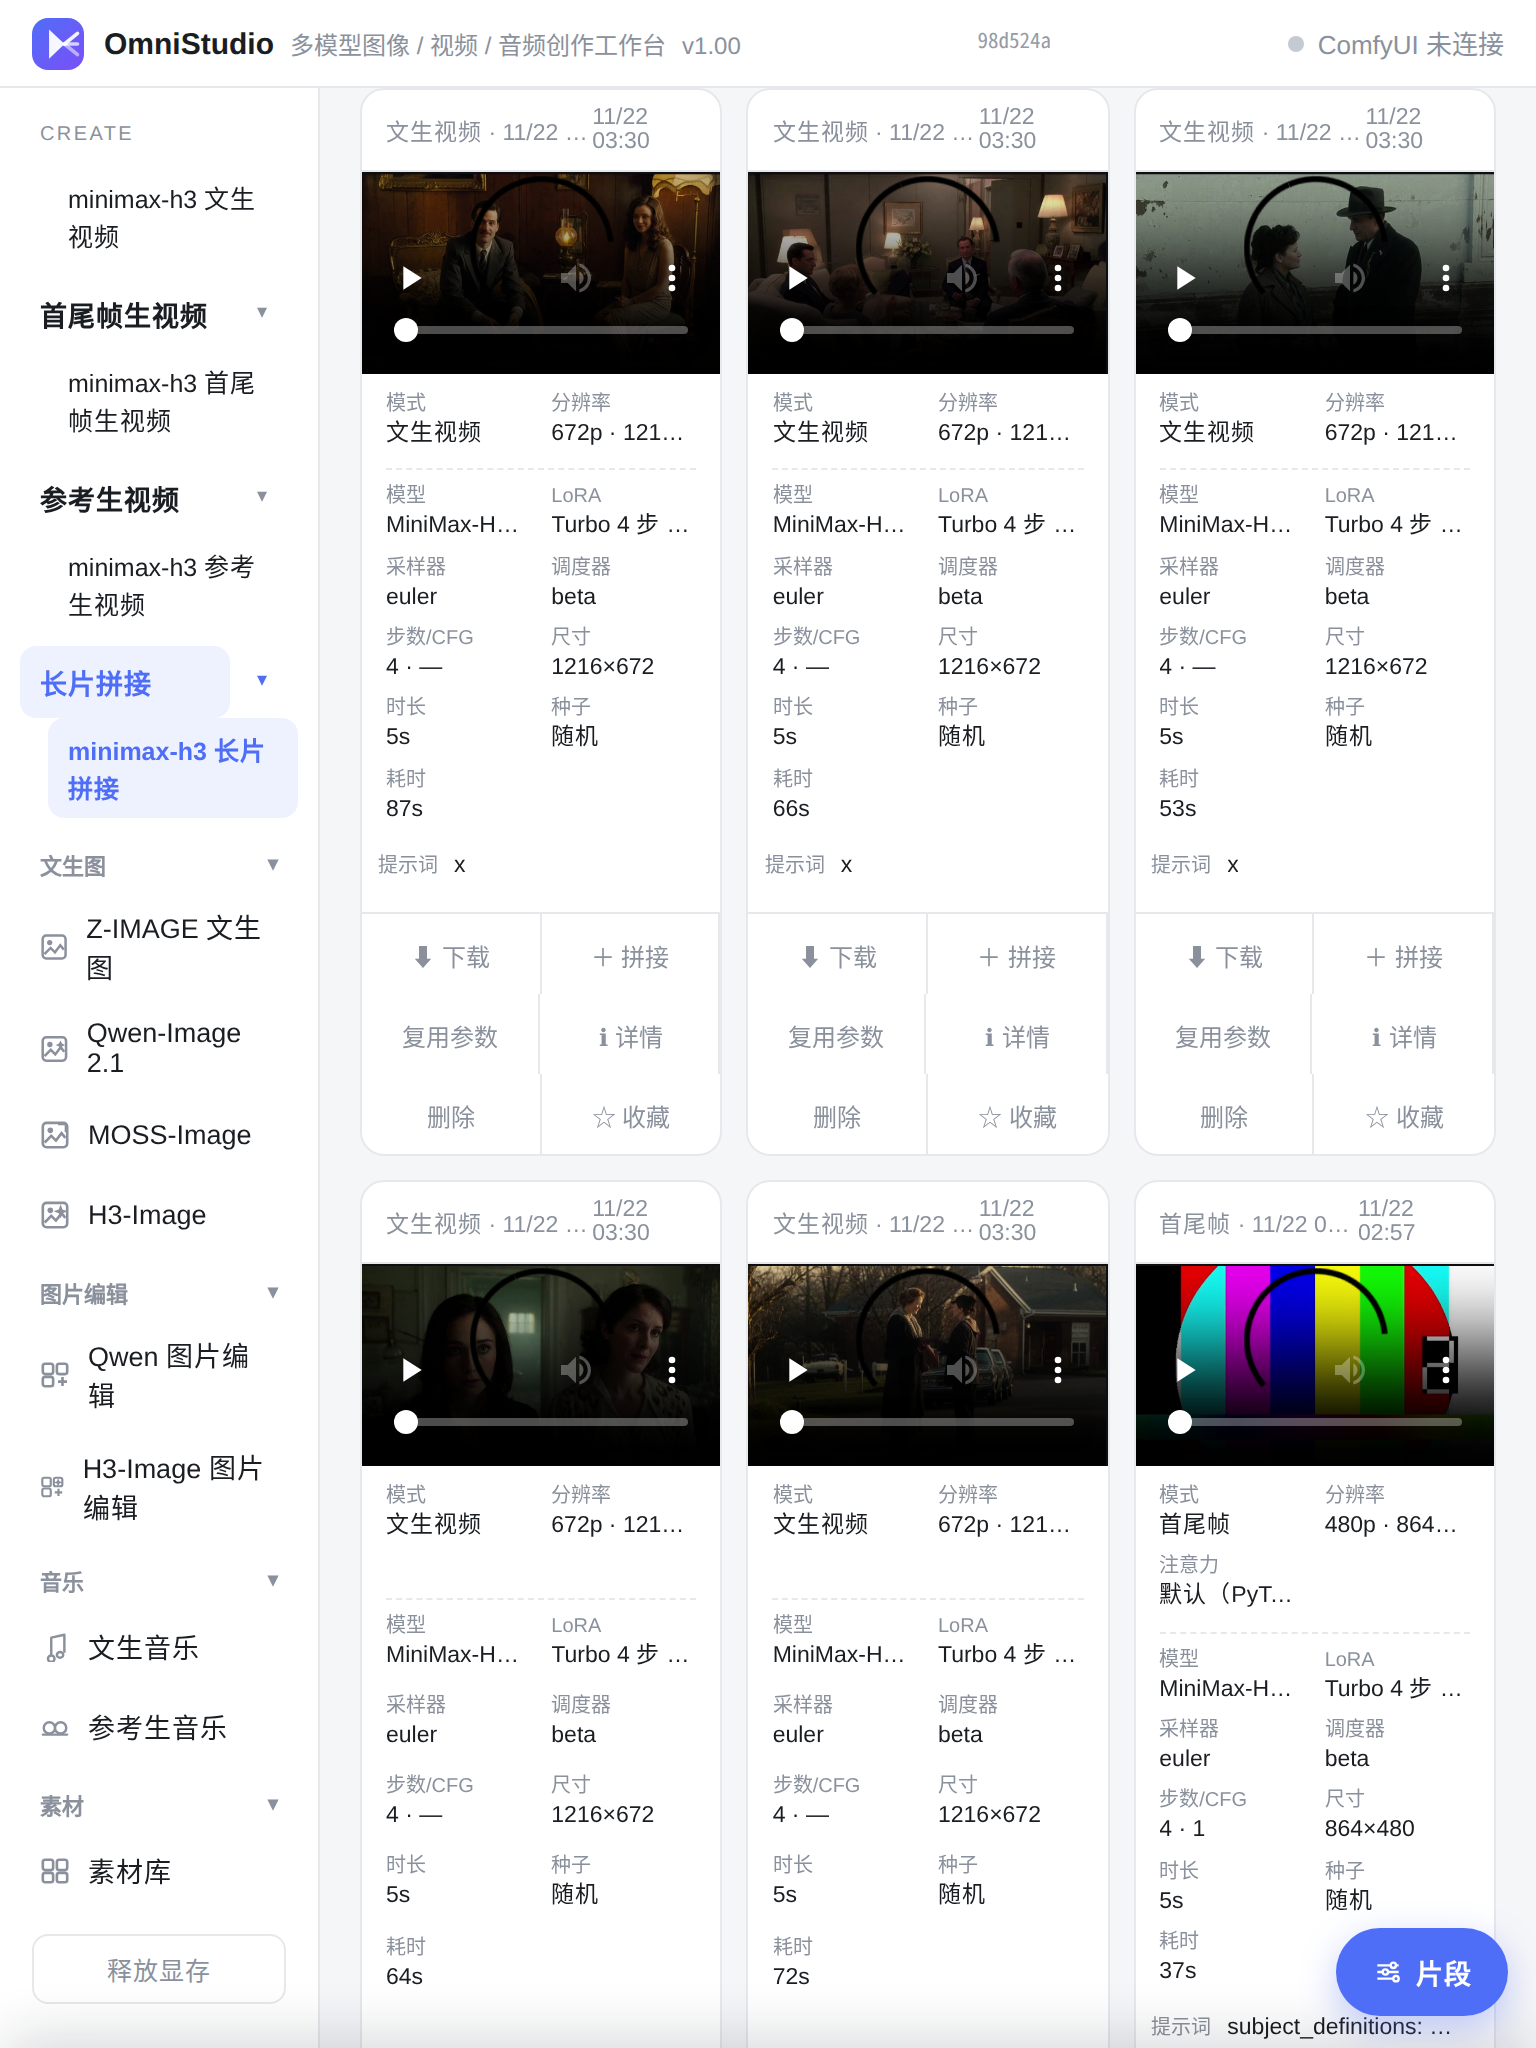 OmniStudio 多模型图像 / 视频 / 音频创作工作台 v1.00 98d524a ComfyUI 未连接
CREATE
minimax-h3 文生
视频
首尾帧生视频 ▼
minimax-h3 首尾
帧生视频
参考生视频 ▼
minimax-h3 参考
生视频
长片拼接 ▼
minimax-h3 长片
拼接
文生图 ▼
Z-IMAGE 文生
图
Qwen-Image
2.1
MOSS-Image
H3-Image
图片编辑 ▼
Qwen 图片编
辑
H3-Image 图片
编辑
音乐 ▼
文生音乐
参考生音乐
素材 ▼
素材库
释放显存
文生视频 · 11/22 … 11/22
03:30
模式 分辨率
文生视频 672p · 121…
模型 LoRA
MiniMax-H… Turbo 4 步 …
采样器 调度器
euler beta
步数/CFG 尺寸
4 · — 1216×672
时长 种子
5s 随机
耗时
87s
提示词 x
⬇ 下载 ＋ 拼接
复用参数 ℹ 详情
删除 ☆ 收藏
文生视频 · 11/22 … 11/22
03:30
模式 分辨率
文生视频 672p · 121…
模型 LoRA
MiniMax-H… Turbo 4 步 …
采样器 调度器
euler beta
步数/CFG 尺寸
4 · — 1216×672
时长 种子
5s 随机
耗时
66s
提示词 x
⬇ 下载 ＋ 拼接
复用参数 ℹ 详情
删除 ☆ 收藏
文生视频 · 11/22 … 11/22
03:30
模式 分辨率
文生视频 672p · 121…
模型 LoRA
MiniMax-H… Turbo 4 步 …
采样器 调度器
euler beta
步数/CFG 尺寸
4 · — 1216×672
时长 种子
5s 随机
耗时
53s
提示词 x
⬇ 下载 ＋ 拼接
复用参数 ℹ 详情
删除 ☆ 收藏
文生视频 · 11/22 … 11/22
03:30
模式 分辨率
文生视频 672p · 121…
模型 LoRA
MiniMax-H… Turbo 4 步 …
采样器 调度器
euler beta
步数/CFG 尺寸
4 · — 1216×672
时长 种子
5s 随机
耗时
64s
文生视频 · 11/22 … 11/22
03:30
模式 分辨率
文生视频 672p · 121…
模型 LoRA
MiniMax-H… Turbo 4 步 …
采样器 调度器
euler beta
步数/CFG 尺寸
4 · — 1216×672
时长 种子
5s 随机
耗时
72s
首尾帧 · 11/22 0… 11/22
02:57
模式 分辨率
首尾帧 480p · 864…
注意力
默认（PyT…
模型 LoRA
MiniMax-H… Turbo 4 步 …
采样器 调度器
euler beta
步数/CFG 尺寸
4 · 1 864×480
时长 种子
5s 随机
耗时
37s
提示词 subject_definitions: …
片段